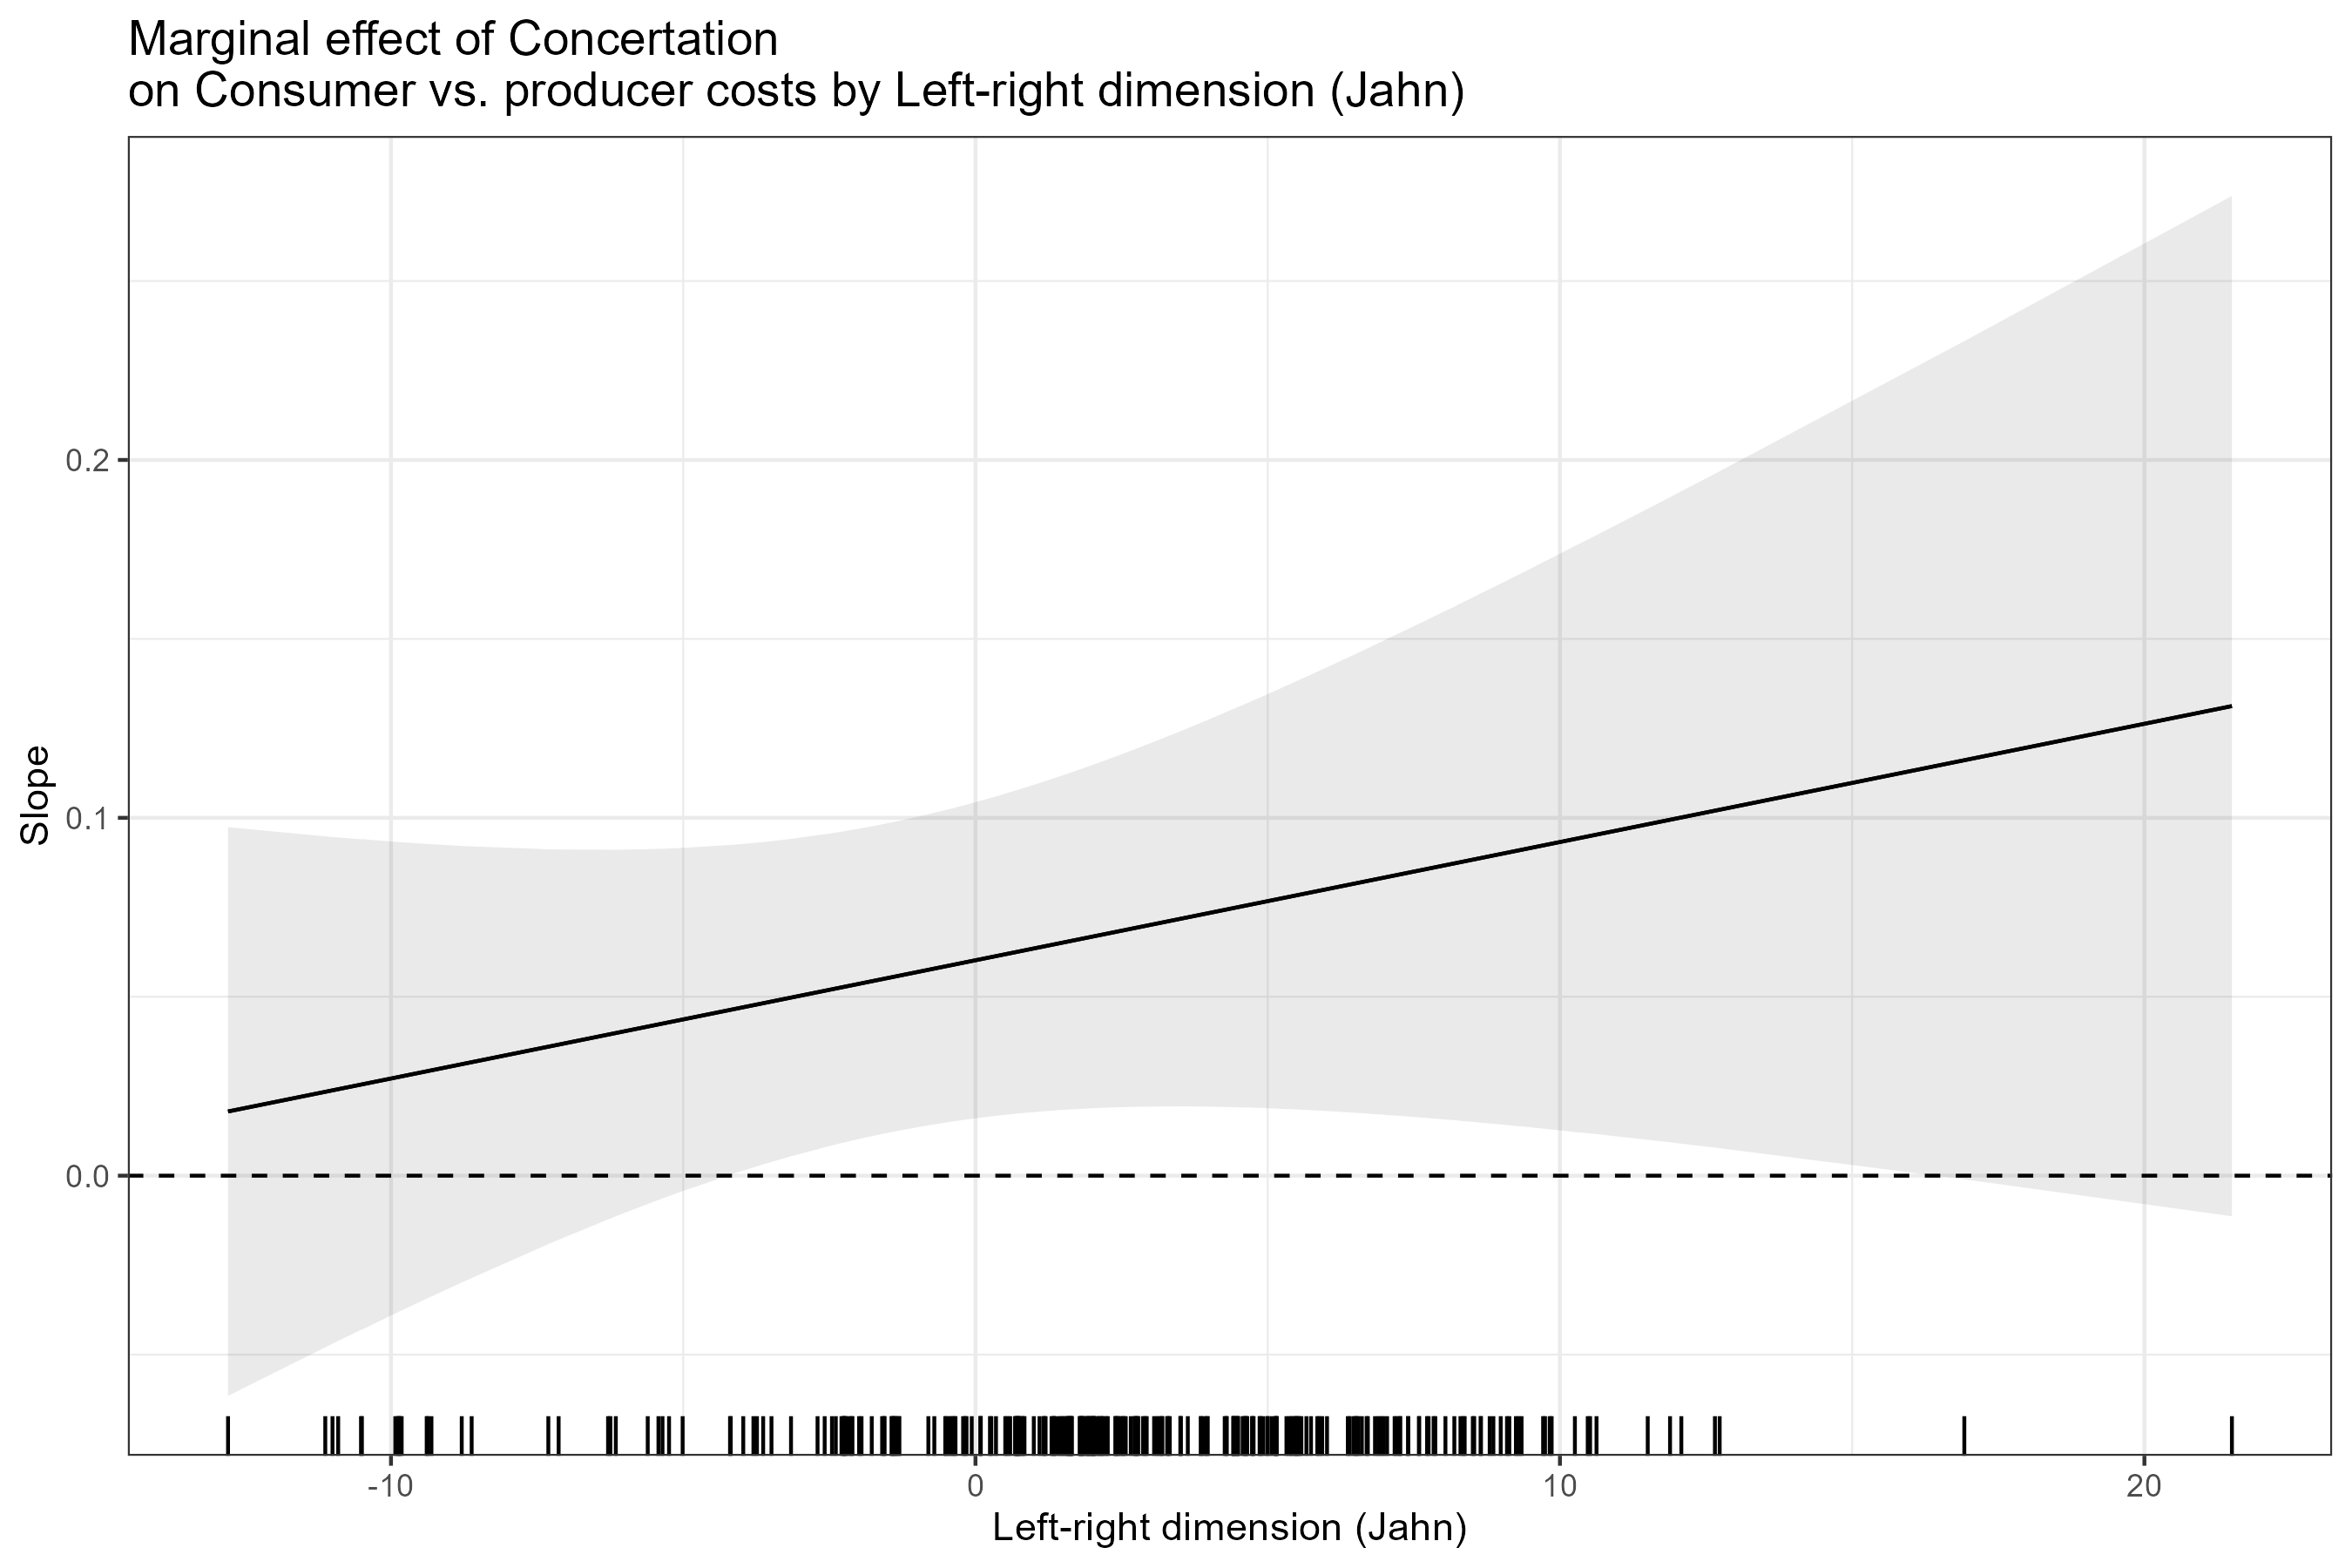 Marginal effect of Concertation
on Consumer vs. producer costs by Left-right dimension (Jahn)
Slope
0.2
0.1
0.0
-10
0
10
20
Left-right dimension (Jahn)